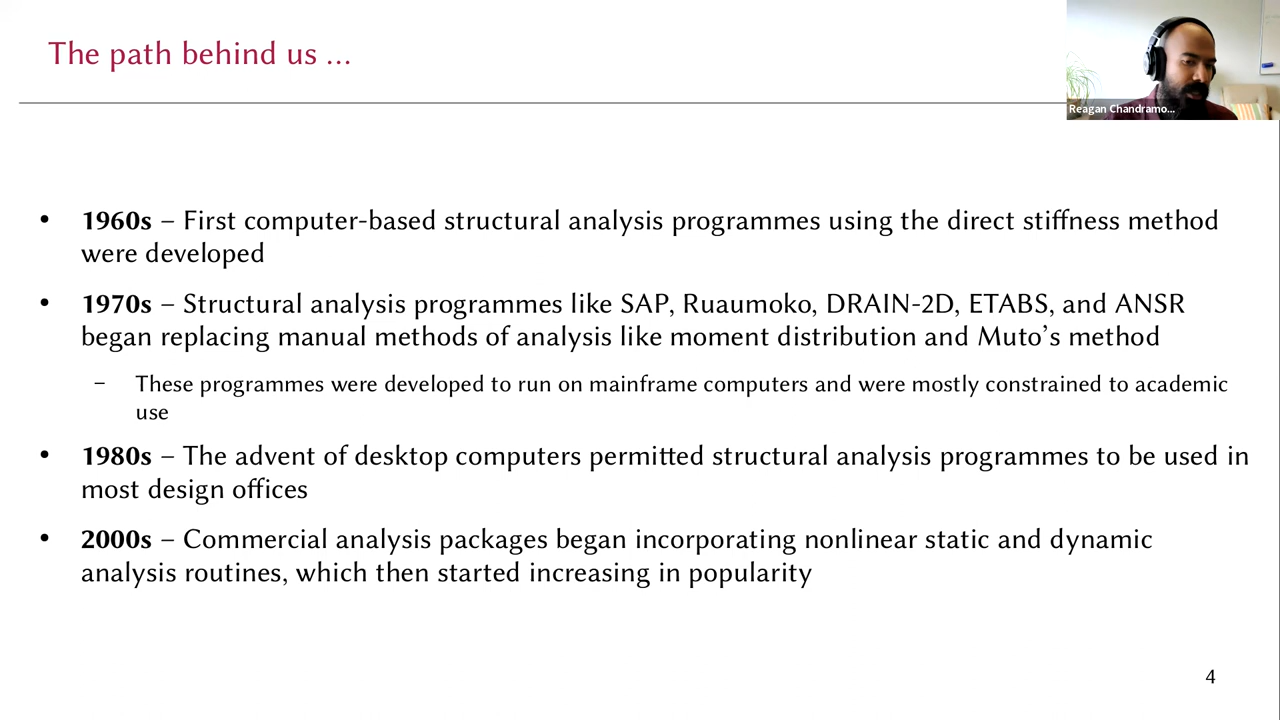 The path behind us ...
Reagan Chandramo...
• 1960s – First computer-based structural analysis programmes using the direct stiffness method
were developed
• 1970s – Structural analysis programmes like SAP, Ruaumoko, DRAIN-2D, ETABS, and ANSR
began replacing manual methods of analysis like moment distribution and Muto’s method
– These programmes were developed to run on mainframe computers and were mostly constrained to academic
use
• 1980s – The advent of desktop computers permitted structural analysis programmes to be used in
most design offices
• 2000s – Commercial analysis packages began incorporating nonlinear static and dynamic
analysis routines, which then started increasing in popularity
4